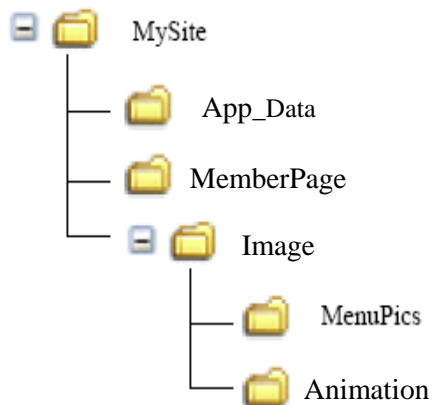 MySite
App_Data
MemberPage
Image
MenuPics
Animation